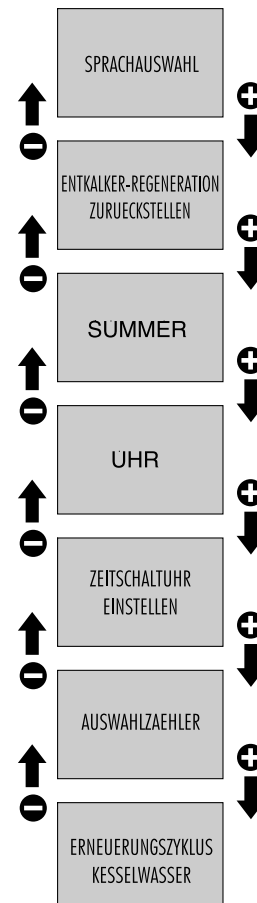 SPRACHAUSWAHL
ENTKALKER-REGENERATION
ZURUECKSTELLEN
SUMMER
UHR
ZEITSCHALTUHR
EINSTELLEN
AUSWAHLZAEHLER
ERNEUERUNGSZYKLUS
KESSELWASSER